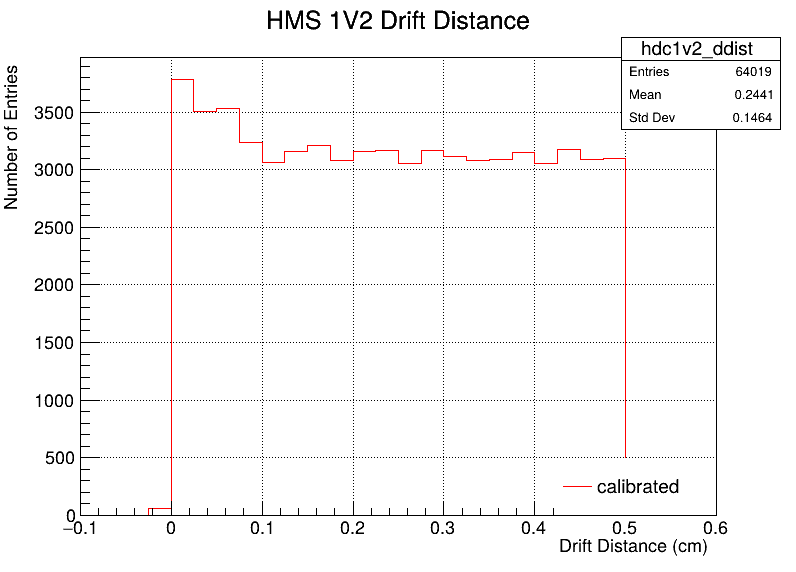 HMS 1V2 Drift Distance
hdc1v2_ddist
Entries 64019
Mean 0.2441
Std Dev 0.1464
Number of Entries
3500
3000
2500
2000
1500
1000
500
0
−0.1 0 0.1 0.2 0.3 0.4 0.5 0.6
calibrated
Drift Distance (cm)